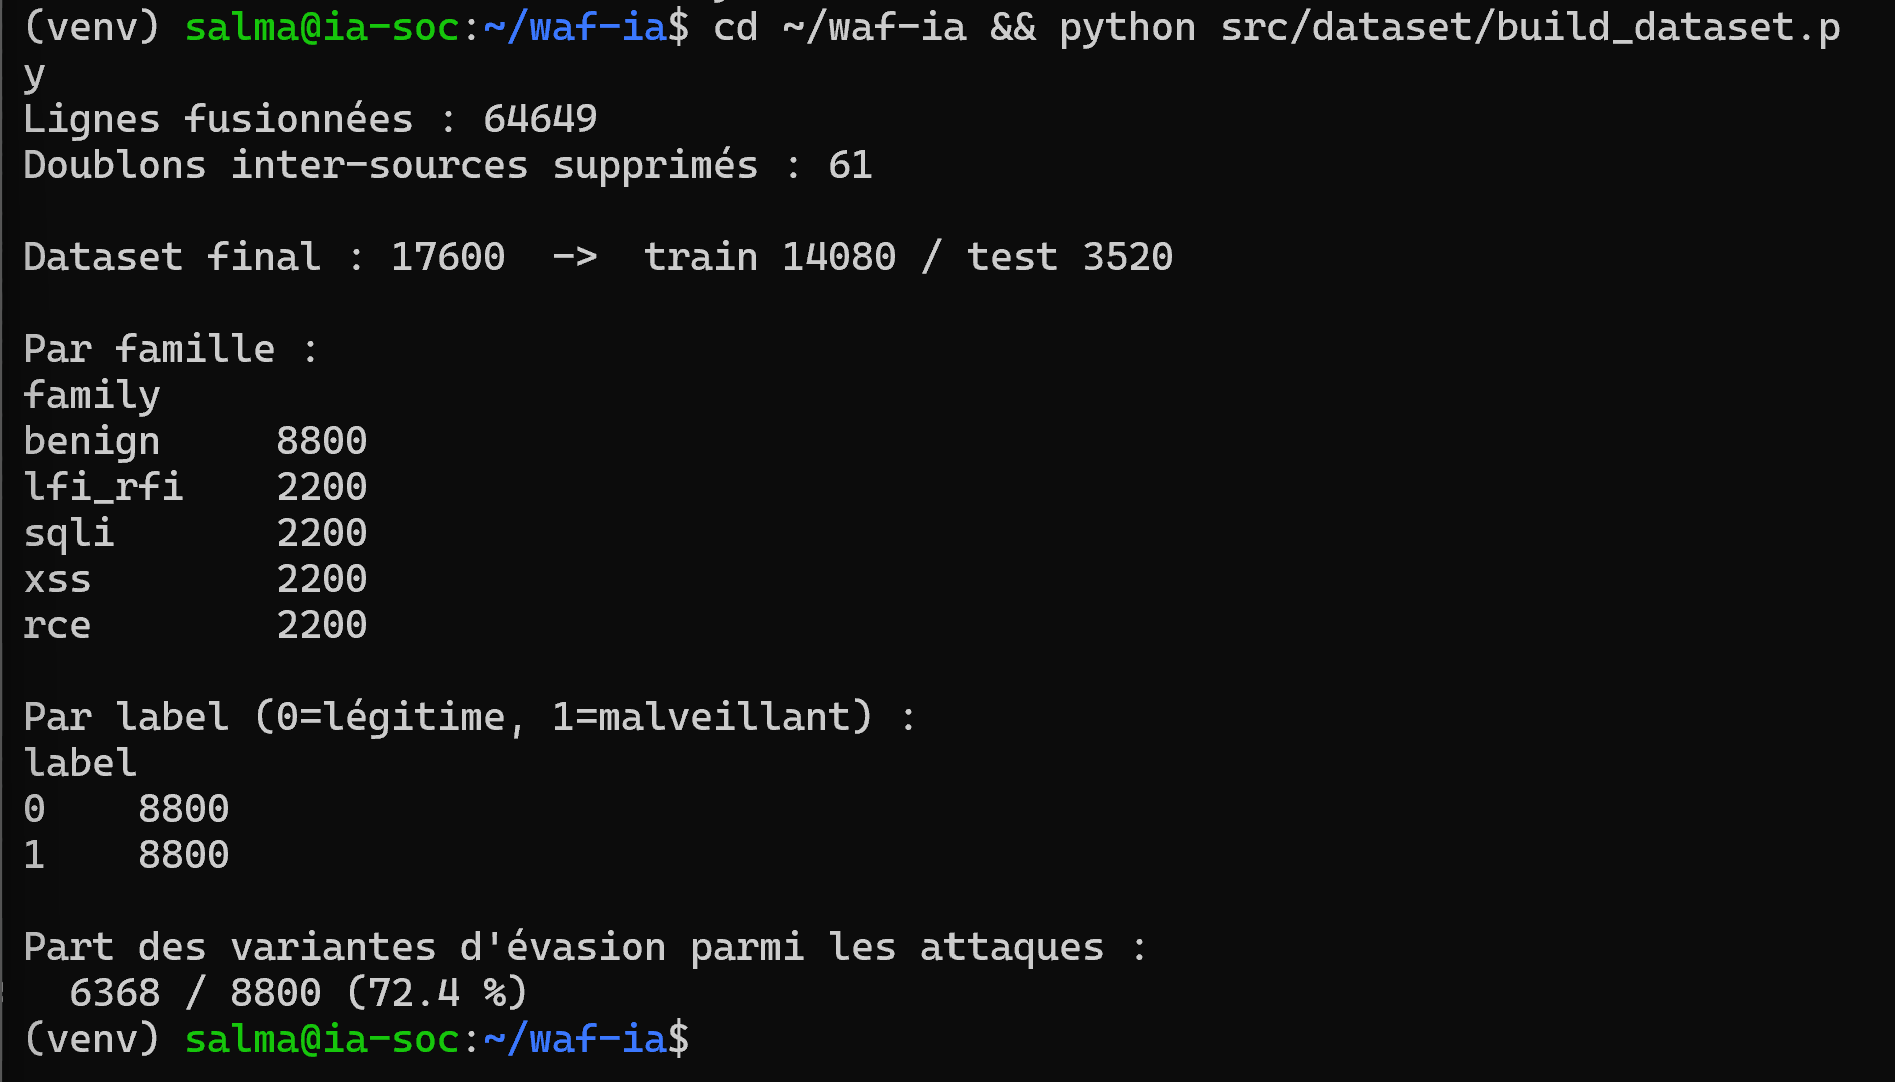 (venv) salma@ia-soc:~/waf-ia$ cd ~/waf-ia && python src/dataset/build_dataset.p
y
Lignes fusionnées : 64649
Doublons inter-sources supprimés : 61
Dataset final : 17600  ->  train 14080 / test 3520
Par famille :
family
benign     8800
lfi_rfi    2200
sqli       2200
xss        2200
rce        2200
Par label (0=légitime, 1=malveillant) :
label
0    8800
1    8800
Part des variantes d'évasion parmi les attaques :
  6368 / 8800 (72.4 %)
(venv) salma@ia-soc:~/waf-ia$